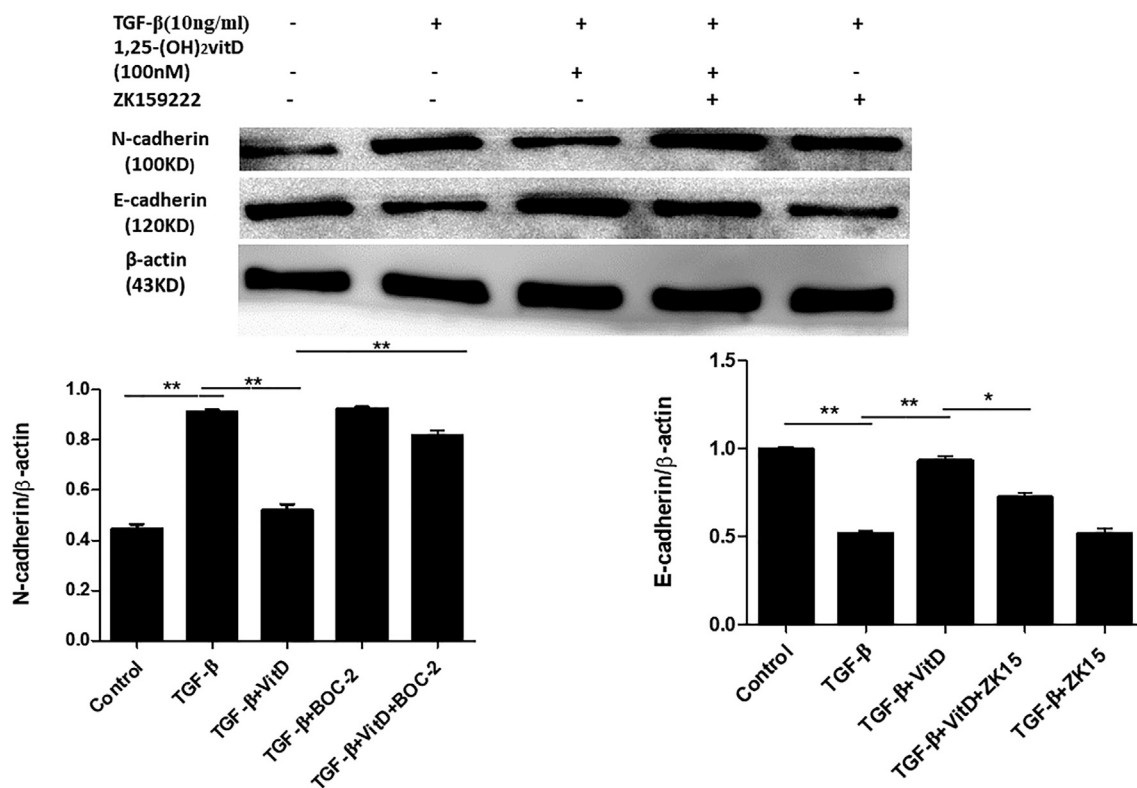 TGF-β(10ng/ml) - + + + +
1,25-(OH)2vitD
(100nM) - - + + -
ZK159222 - - - + +
N-cadherin
(100KD)
E-cadherin
(120KD)
β-actin
(43KD)
** ** **
N-cadherin/β-actin
1.0
0.8
0.6
0.4
0.2
0.0
Control
TGF-β
TGF-β+VitD
TGF-β+BOC-2
TGF-β+VitD+BOC-2
** ** *
E-cadherin/β-actin
1.5
1.0
0.5
0.0
Control
TGF-β
TGF-β+VitD
TGF-β+VitD+ZK15
TGF-β+ZK15